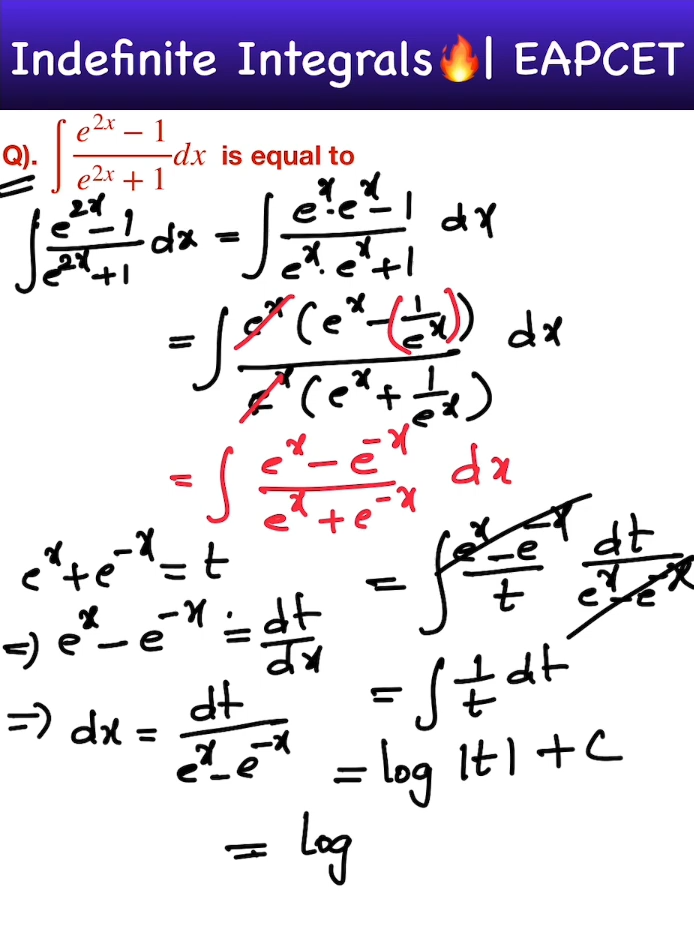 Indefinite Integrals🔥| EAPCET
Q). ∫ (e^{2x} − 1)/(e^{2x} + 1) dx is equal to
∫ (e^{2x} − 1)/(e^{2x} + 1) dx = ∫ (e^x · e^x − 1)/(e^x · e^x + 1) dx
= ∫ e^x (e^x − (1/e^x)) / e^x (e^x + 1/e^x) dx
= ∫ (e^x − e^{−x})/(e^x + e^{−x}) dx
e^x + e^{−x} = t
⇒ e^x − e^{−x} = dt/dx
⇒ dx = dt/(e^x − e^{−x})
= ∫ (e^x − e^{−x})/t dt/(e^x − e^{−x})
= ∫ 1/t dt
= log |t| + C
= log